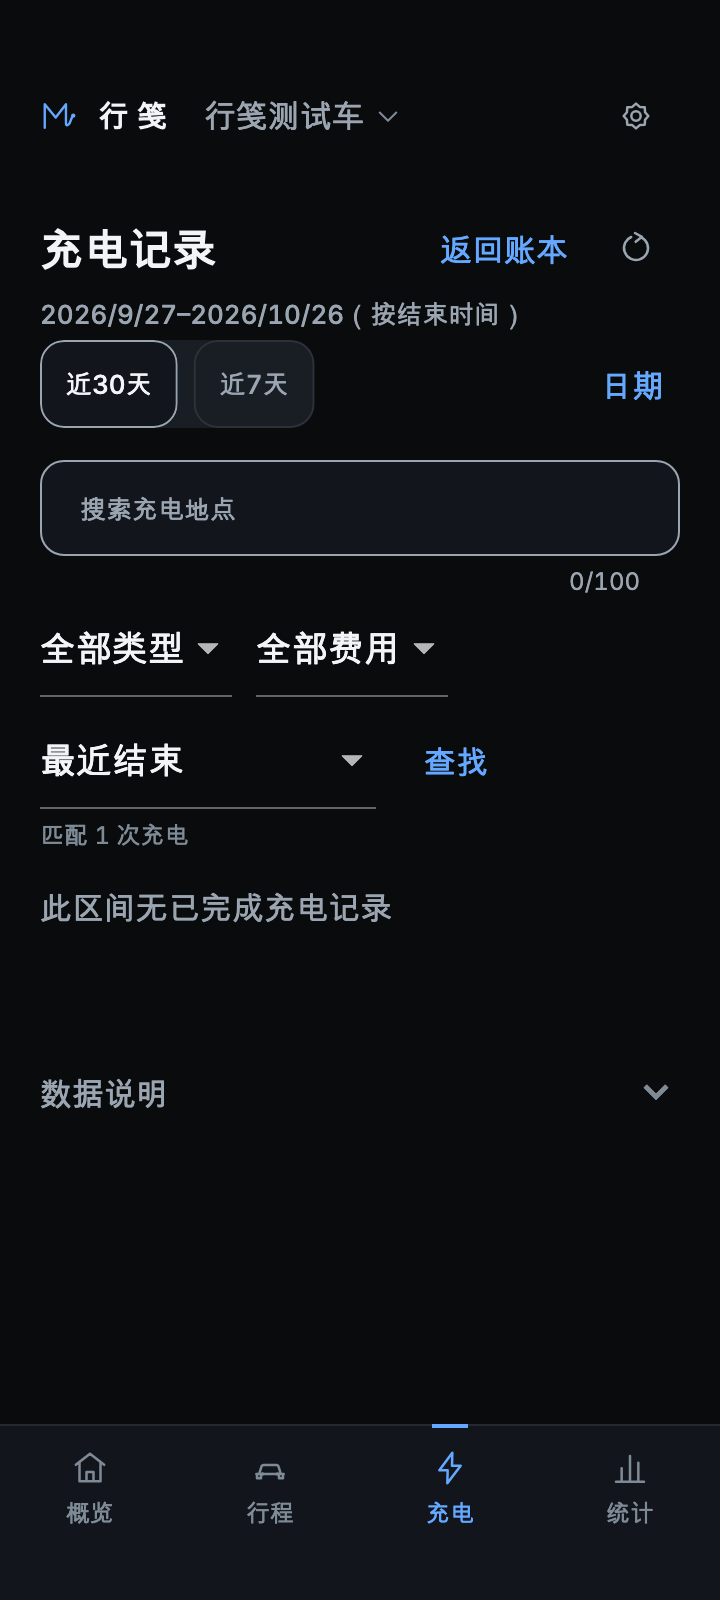 行笺 行笺测试车
充电记录 返回账本
2026/9/27–2026/10/26（按结束时间）
近30天 近7天 日期
搜索充电地点
0/100
全部类型 全部费用
最近结束 查找
匹配 1 次充电
此区间无已完成充电记录
数据说明
概览 行程 充电 统计